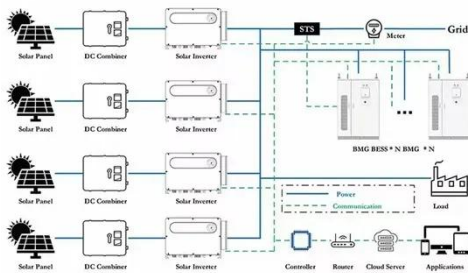 STS
Meter
Grid
Solar Panel
DC Combiner
Solar Inverter
Solar Panel
DC Combiner
Solar Inverter
BMG BESS * N BMG * N
Solar Panel
DC Combiner
Solar Inverter
Power
Communication
Load
Solar Panel
DC Combiner
Solar Inverter
Controller
Router
Cloud Server
Applications